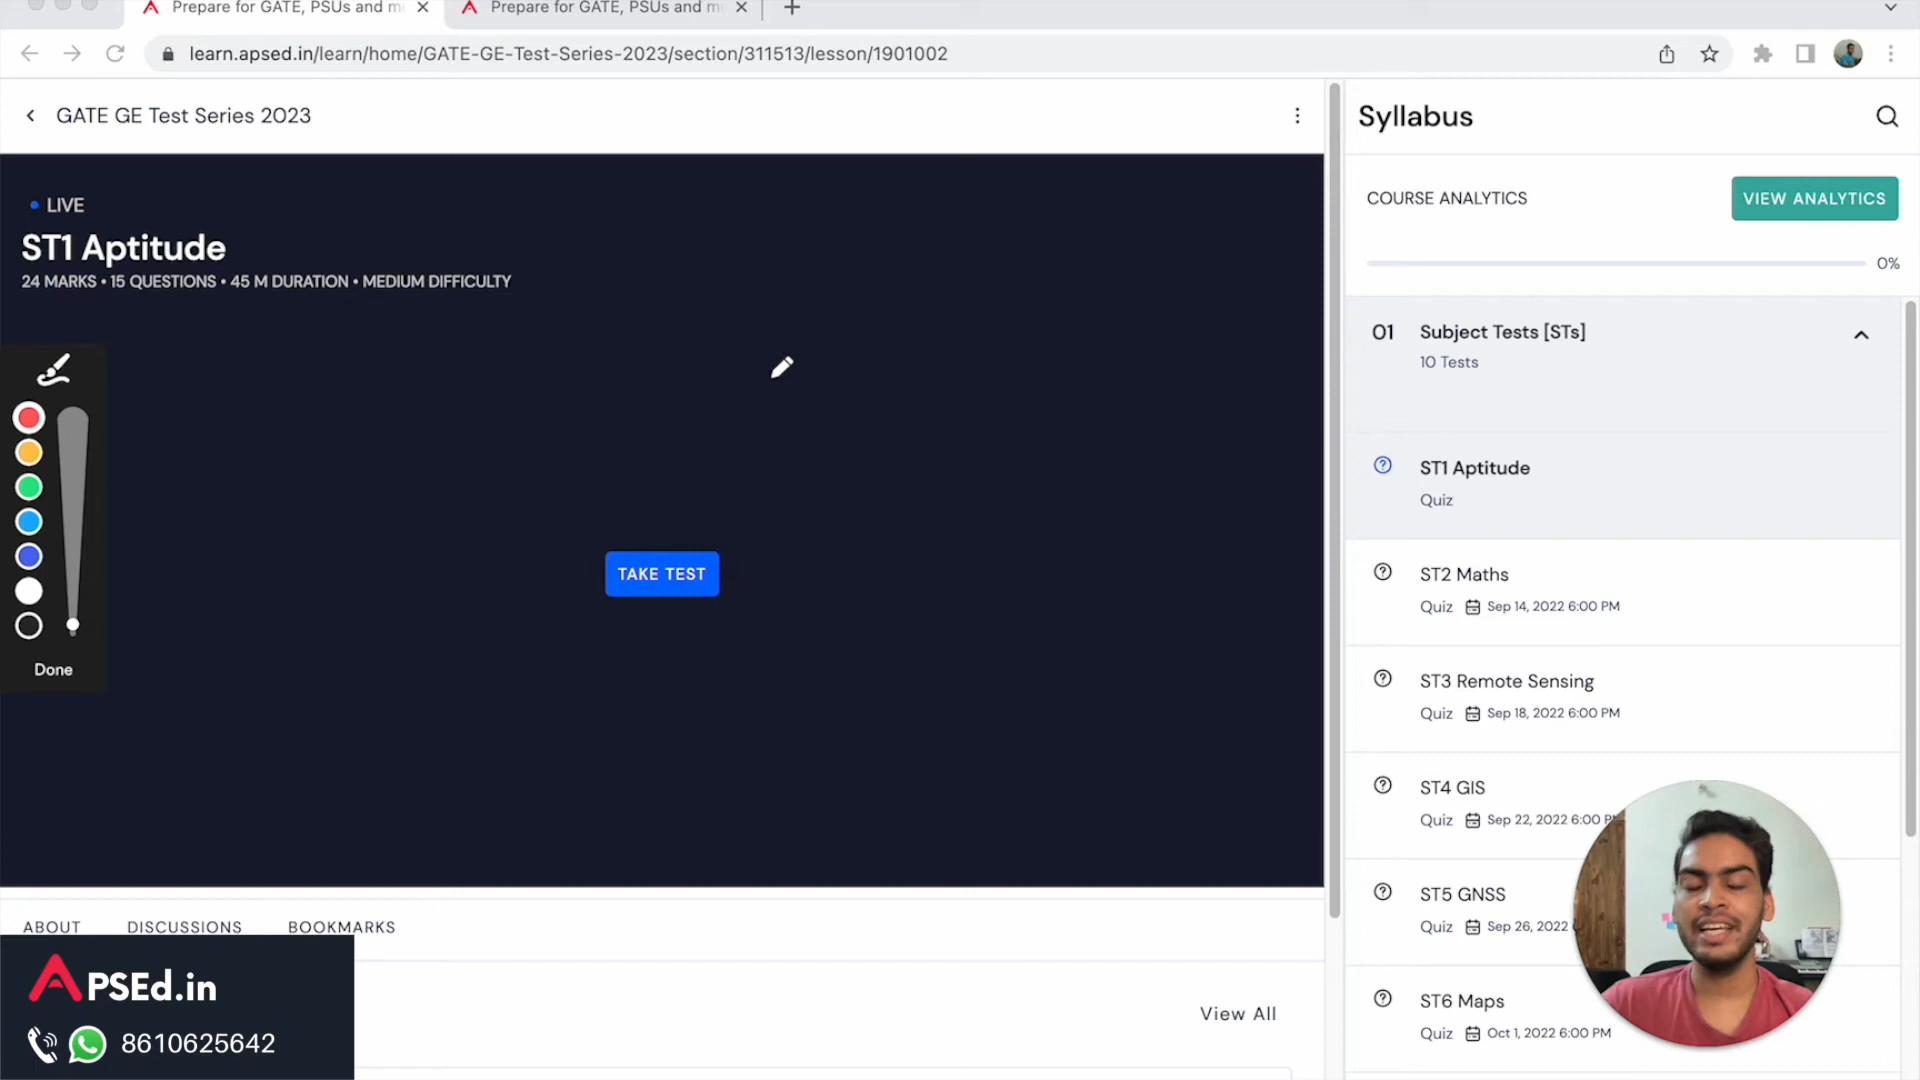 Prepare for GATE, PSUs and m
Prepare for GATE, PSUs and m
learn.apsed.in/learn/home/GATE-GE-Test-Series-2023/section/311513/lesson/1901002
GATE GE Test Series 2023
LIVE
ST1 Aptitude
24 MARKS • 15 QUESTIONS • 45 M DURATION • MEDIUM DIFFICULTY
Done
TAKE TEST
ABOUT
DISCUSSIONS
BOOKMARKS
View All
APSEd.in
8610625642
Syllabus
COURSE ANALYTICS
VIEW ANALYTICS
0%
01
Subject Tests [STs]
10 Tests
ST1 Aptitude
Quiz
ST2 Maths
Quiz Sep 14, 2022 6:00 PM
ST3 Remote Sensing
Quiz Sep 18, 2022 6:00 PM
ST4 GIS
Quiz Sep 22, 2022 6:00 P
ST5 GNSS
Quiz Sep 26, 2022
ST6 Maps
Quiz Oct 1, 2022 6:00 PM